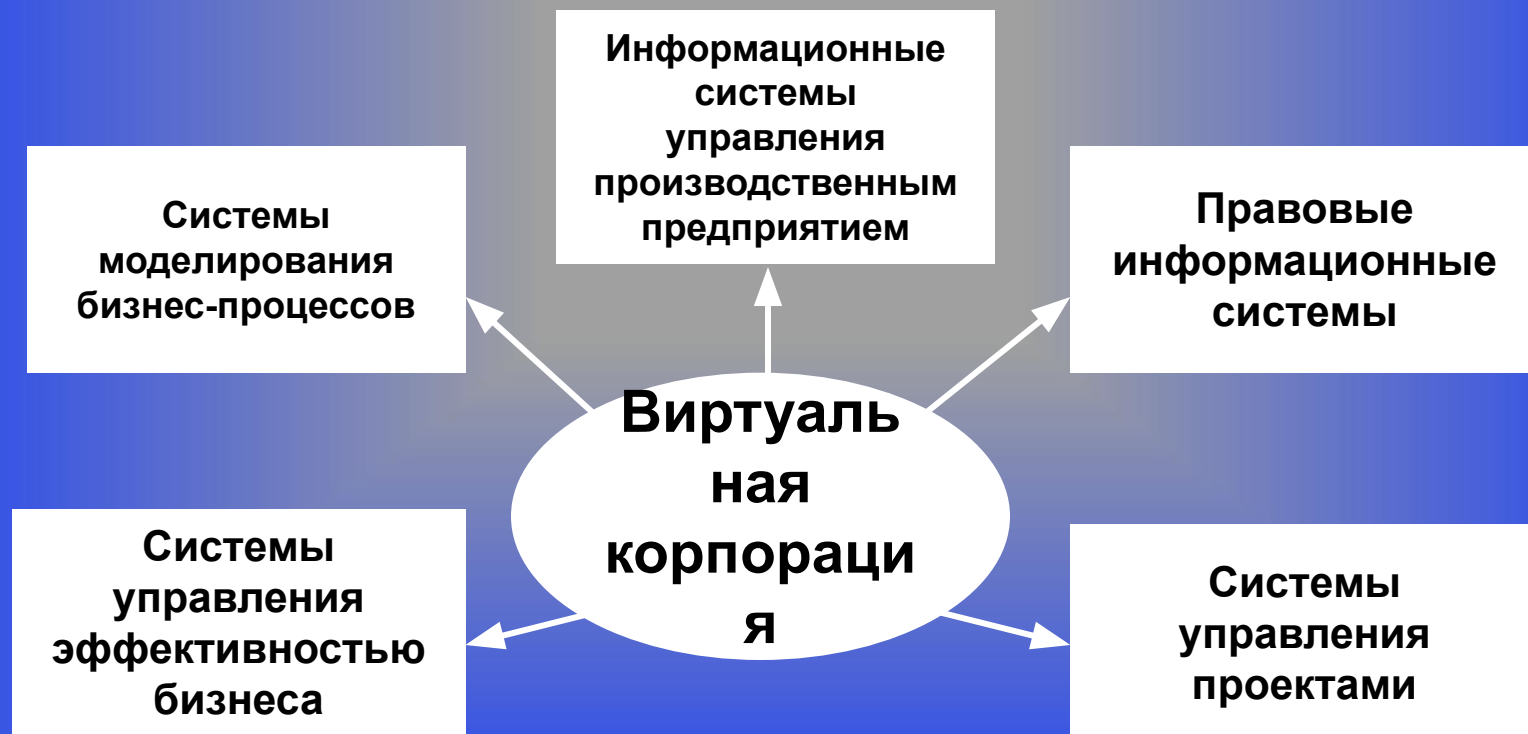 Информационные
системы
управления
производственным
предприятием
Системы
моделирования
бизнес-процессов
Правовые
информационные
системы
Виртуаль
ная
корпораци
я
Системы
управления
эффективностью
бизнеса
Системы
управления
проектами